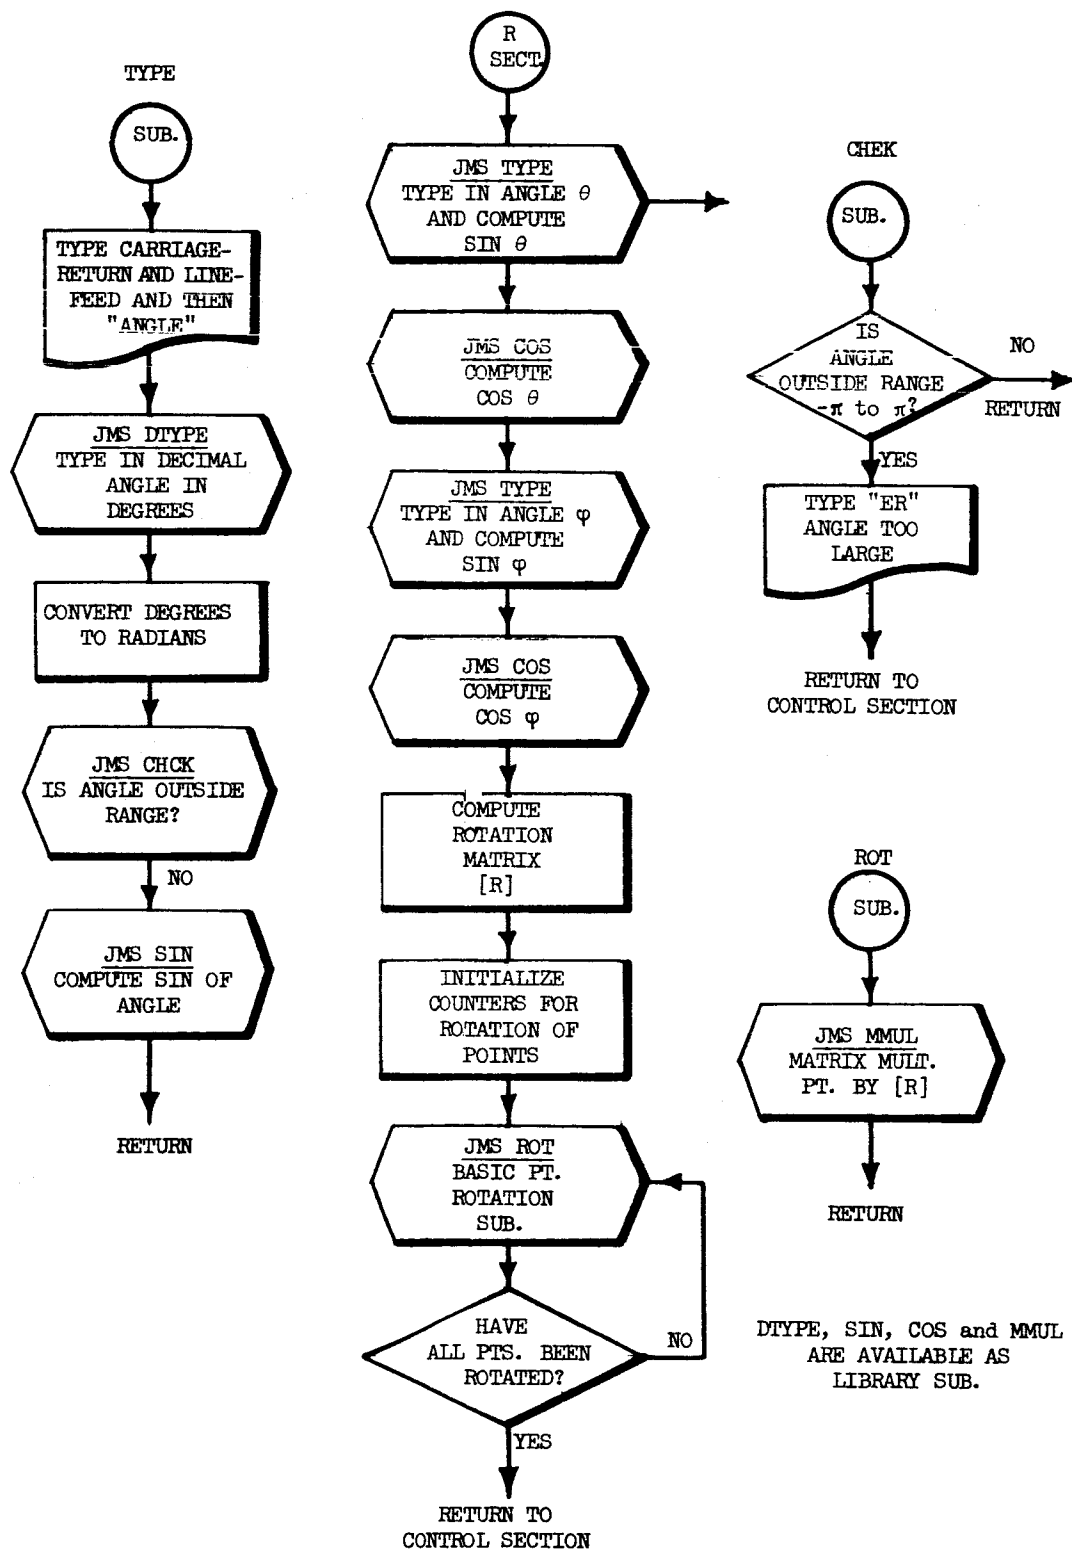 TYPE
SUB.
TYPE CARRIAGE-
RETURN AND LINE-
FEED AND THEN
"ANGLE"
JMS DTYPE
TYPE IN DECIMAL
ANGLE IN
DEGREES
CONVERT DEGREES
TO RADIANS
JMS CHCK
IS ANGLE OUTSIDE
RANGE?
NO
JMS SIN
COMPUTE SIN OF
ANGLE
RETURN
R
SECT.
JMS TYPE
TYPE IN ANGLE θ
AND COMPUTE
SIN θ
JMS COS
COMPUTE
COS θ
JMS TYPE
TYPE IN ANGLE φ
AND COMPUTE
SIN φ
JMS COS
COMPUTE
COS φ
COMPUTE
ROTATION
MATRIX
[R]
INITIALIZE
COUNTERS FOR
ROTATION OF
POINTS
JMS ROT
BASIC PT.
ROTATION
SUB.
HAVE
ALL PTS. BEEN
ROTATED?
NO
YES
RETURN TO
CONTROL SECTION
CHEK
SUB.
IS
ANGLE
OUTSIDE RANGE
-π to π?
NO
RETURN
YES
TYPE "ER"
ANGLE TOO
LARGE
RETURN TO
CONTROL SECTION
ROT
SUB.
JMS MMUL
MATRIX MULT.
PT. BY [R]
RETURN
DTYPE, SIN, COS and MMUL
ARE AVAILABLE AS
LIBRARY SUB.